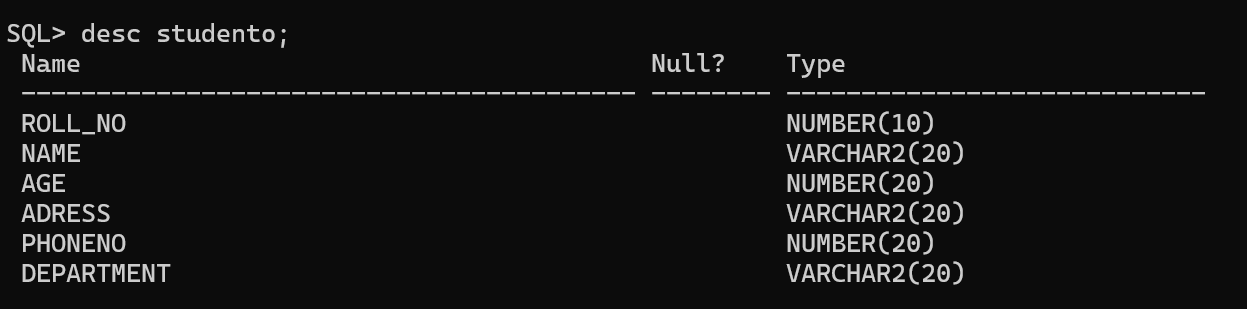 SQL> desc studento;
Name Null? Type
----------------------------------------- -------- ----------------------------
ROLL_NO NUMBER(10)
NAME VARCHAR2(20)
AGE NUMBER(20)
ADRESS VARCHAR2(20)
PHONENO NUMBER(20)
DEPARTMENT VARCHAR2(20)